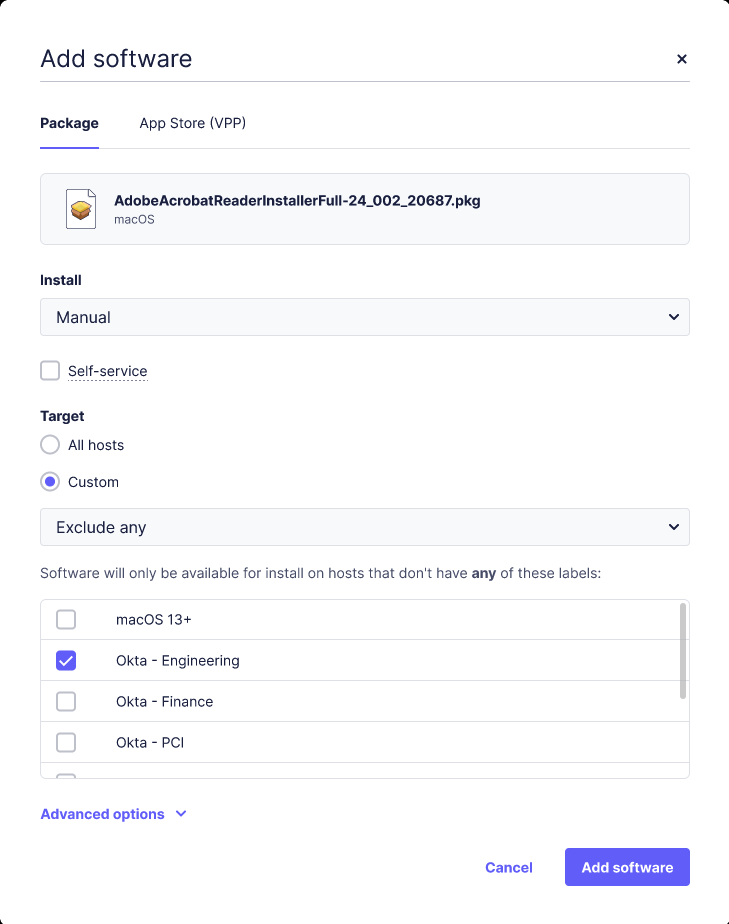 Add software
Package
App Store (VPP)
AdobeAcrobatReaderInstallerFull-24_002_20687.pkg
macOS
Install
Manual
Self-service
Target
All hosts
Custom
Exclude any
Software will only be available for install on hosts that don't have any of these labels:
macOS 13+
Okta - Engineering
Okta - Finance
Okta - PCI
Advanced options
Cancel
Add software